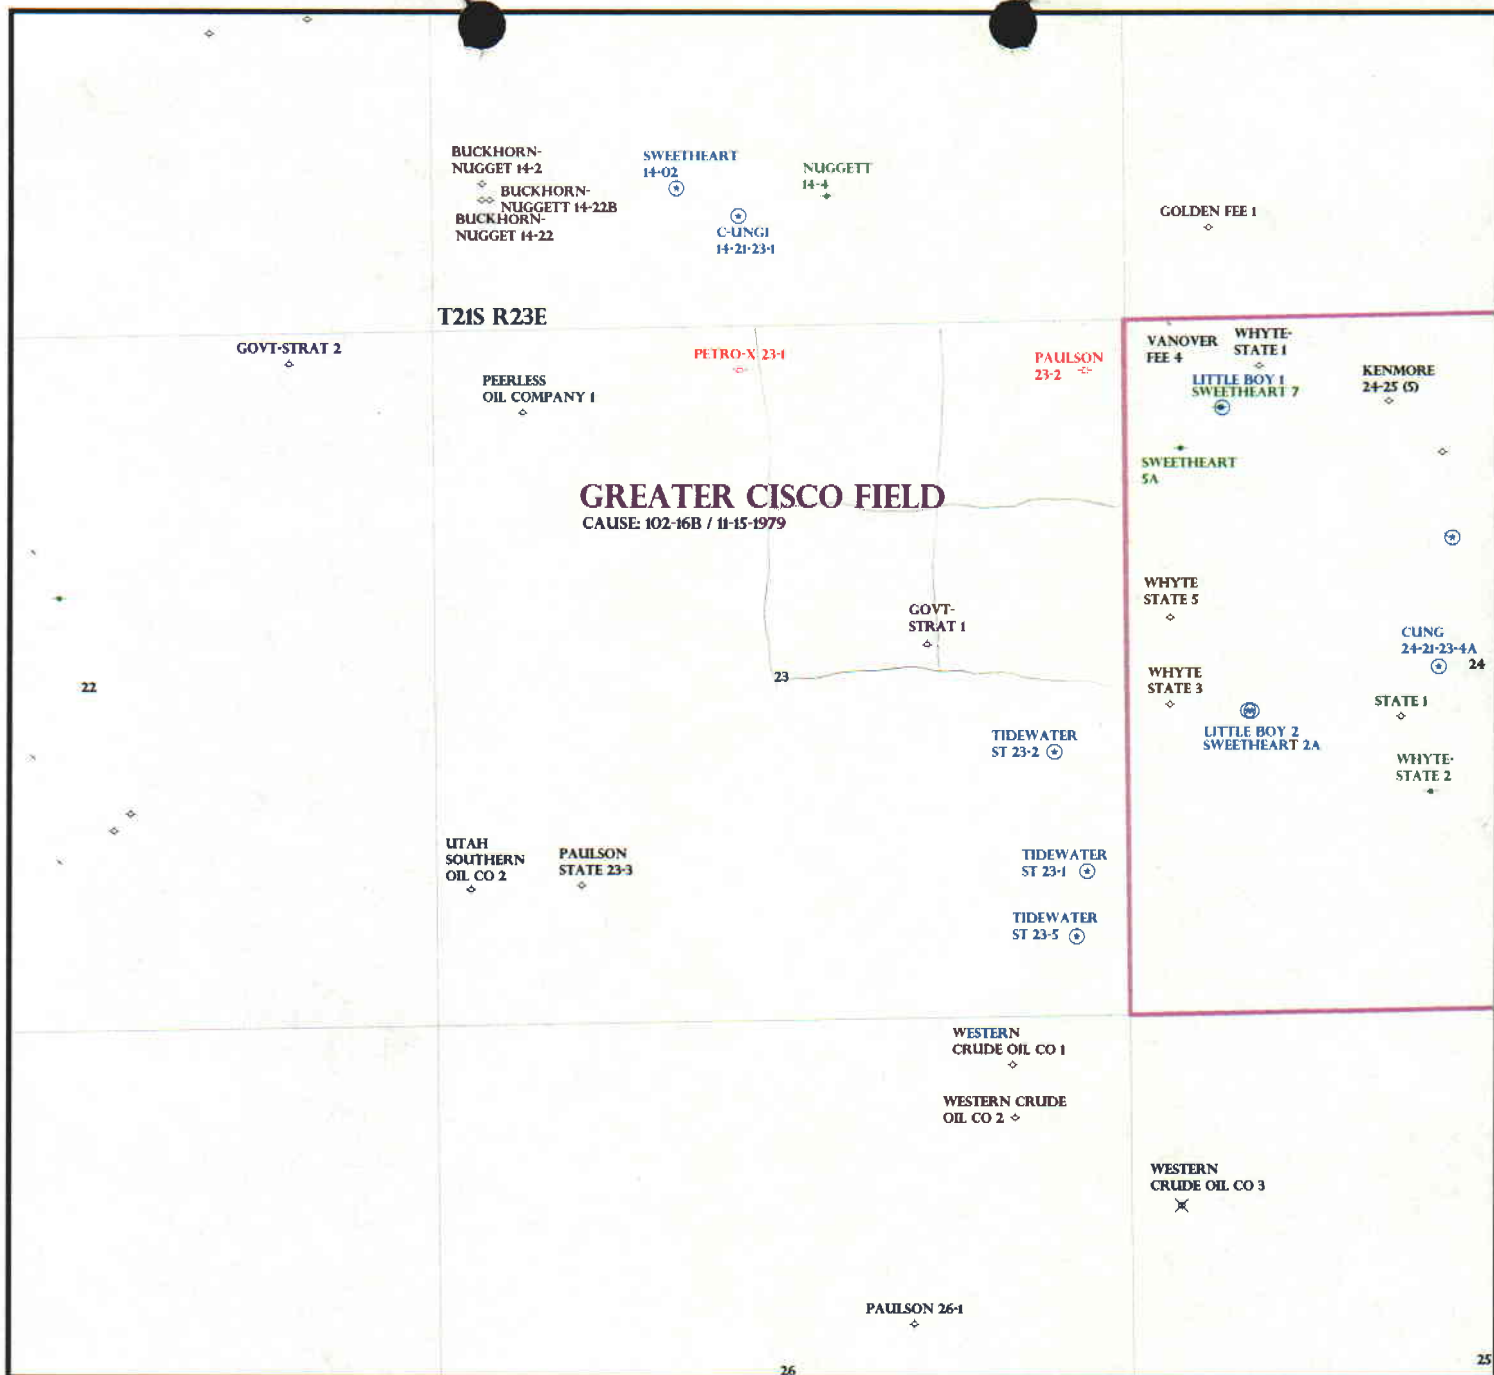 BUCKHORN-
NUGGET 14-2
BUCKHORN-
NUGGETT 14-22B
BUCKHORN-
NUGGET 14-22
SWEETHEART
14-02
C-UNGI
14-21-23-1
NUGGETT
14-4
GOLDEN FEE 1
T21S R23E
GOVT-STRAT 2
PEERLESS
OIL COMPANY 1
PETRO-X 23-1
PAULSON
23-2
VANOVER
FEE 4
WHYTE-
STATE 1
LITTLE BOY 1
SWEETHEART 7
KENMORE
24-25 (5)
SWEETHEART
5A
GREATER CISCO FIELD
CAUSE: 102-16B / 11-15-1979
GOVT-
STRAT 1
WHYTE
STATE 5
CUNG
24-21-23-4A
24
22
23
WHYTE
STATE 3
STATE 1
LITTLE BOY 2
SWEETHEART 2A
TIDEWATER
ST 23-2
WHYTE-
STATE 2
UTAH
SOUTHERN
OIL CO 2
PAULSON
STATE 23-3
TIDEWATER
ST 23-1
TIDEWATER
ST 23-5
WESTERN
CRUDE OIL CO 1
WESTERN CRUDE
OIL CO 2
WESTERN
CRUDE OIL CO 3
PAULSON 26-1
26
25